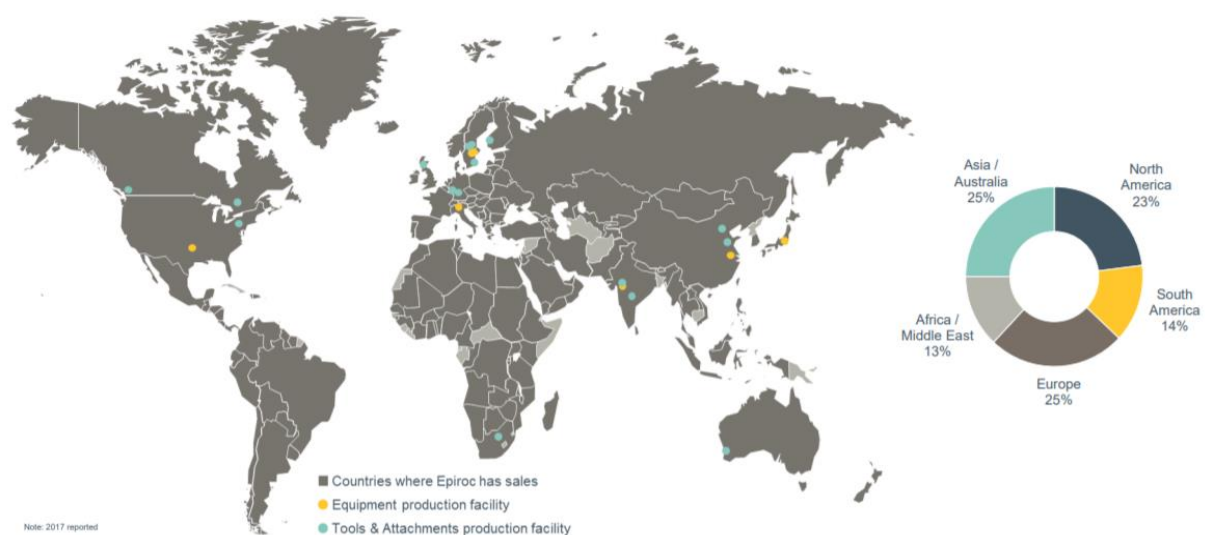 Asia /
Australia
25%
North
America
23%
Africa /
Middle East
13%
South
America
14%
Europe
25%
Countries where Epiroc has sales
Equipment production facility
Tools & Attachments production facility
Note: 2017 reported